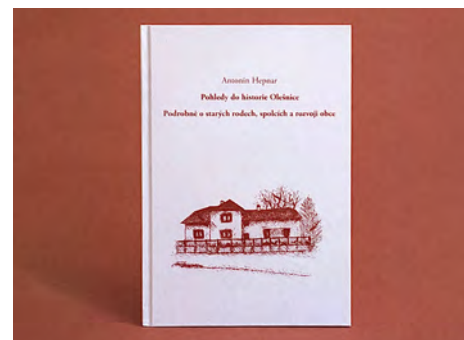 Antonín Hepnar
Pohledy do historie Olešnice
Podrobně o starých rodech, spolcích a rozvoji obce